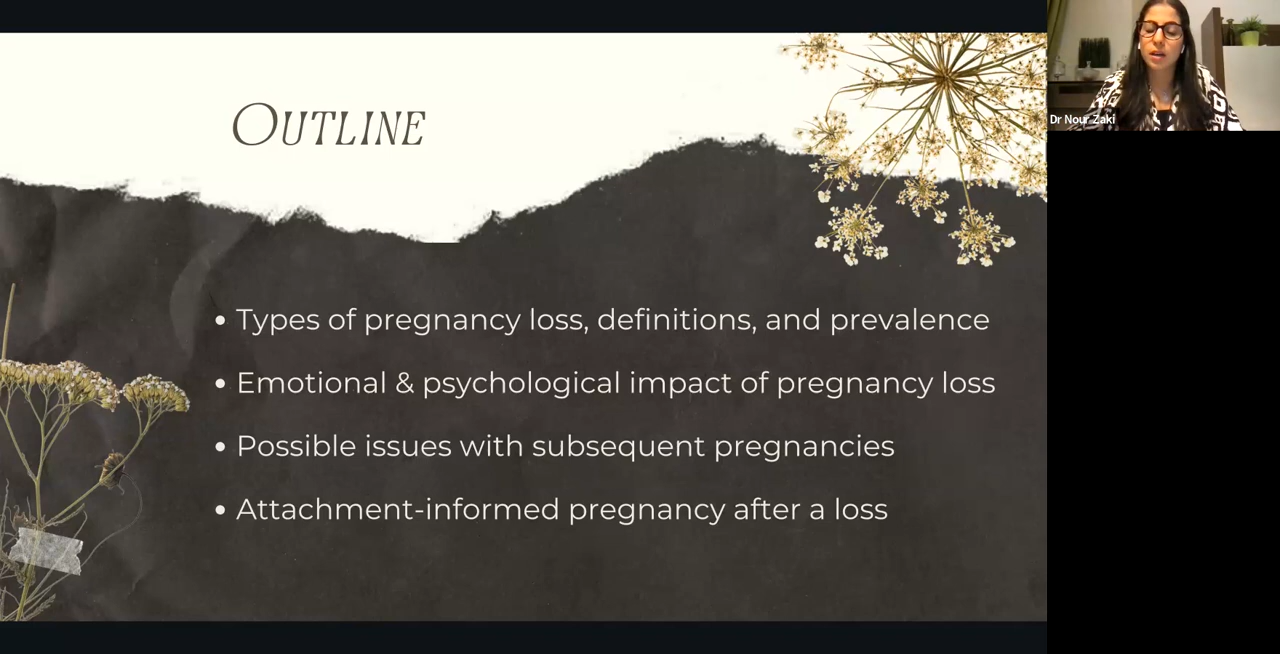 OUTLINE
• Types of pregnancy loss, definitions, and prevalence
• Emotional & psychological impact of pregnancy loss
• Possible issues with subsequent pregnancies
• Attachment-informed pregnancy after a loss
Dr Nour Zaki